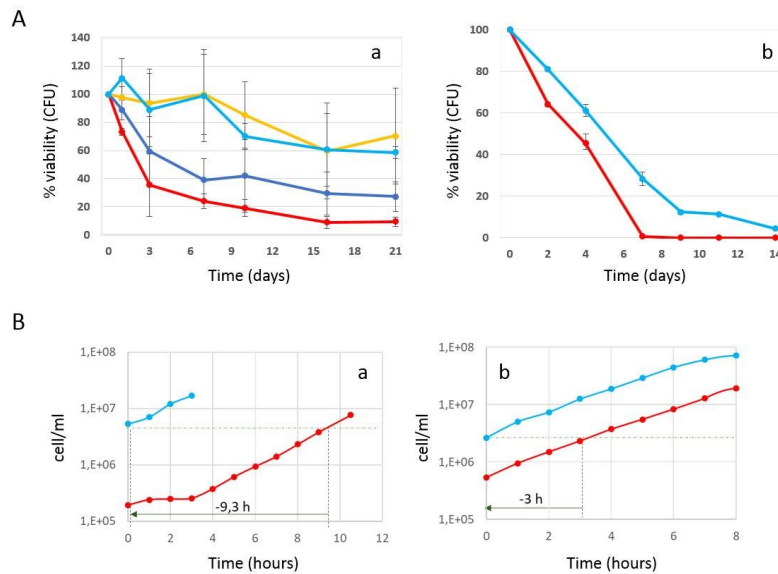 A
a
% viability (CFU)
140
120
100
80
60
40
20
0
0 3 6 9 12 15 18 21
Time (days)
b
% viability (CFU)
100
80
60
40
20
0
0 2 4 6 8 10 12 14
Time (days)
B
a
cell/ml
1,E+08
1,E+07
1,E+06
1,E+05
-9,3 h
0 2 4 6 8 10 12
Time (hours)
b
cell/ml
1,E+08
1,E+07
1,E+06
1,E+05
-3 h
0 2 4 6 8
Time (hours)